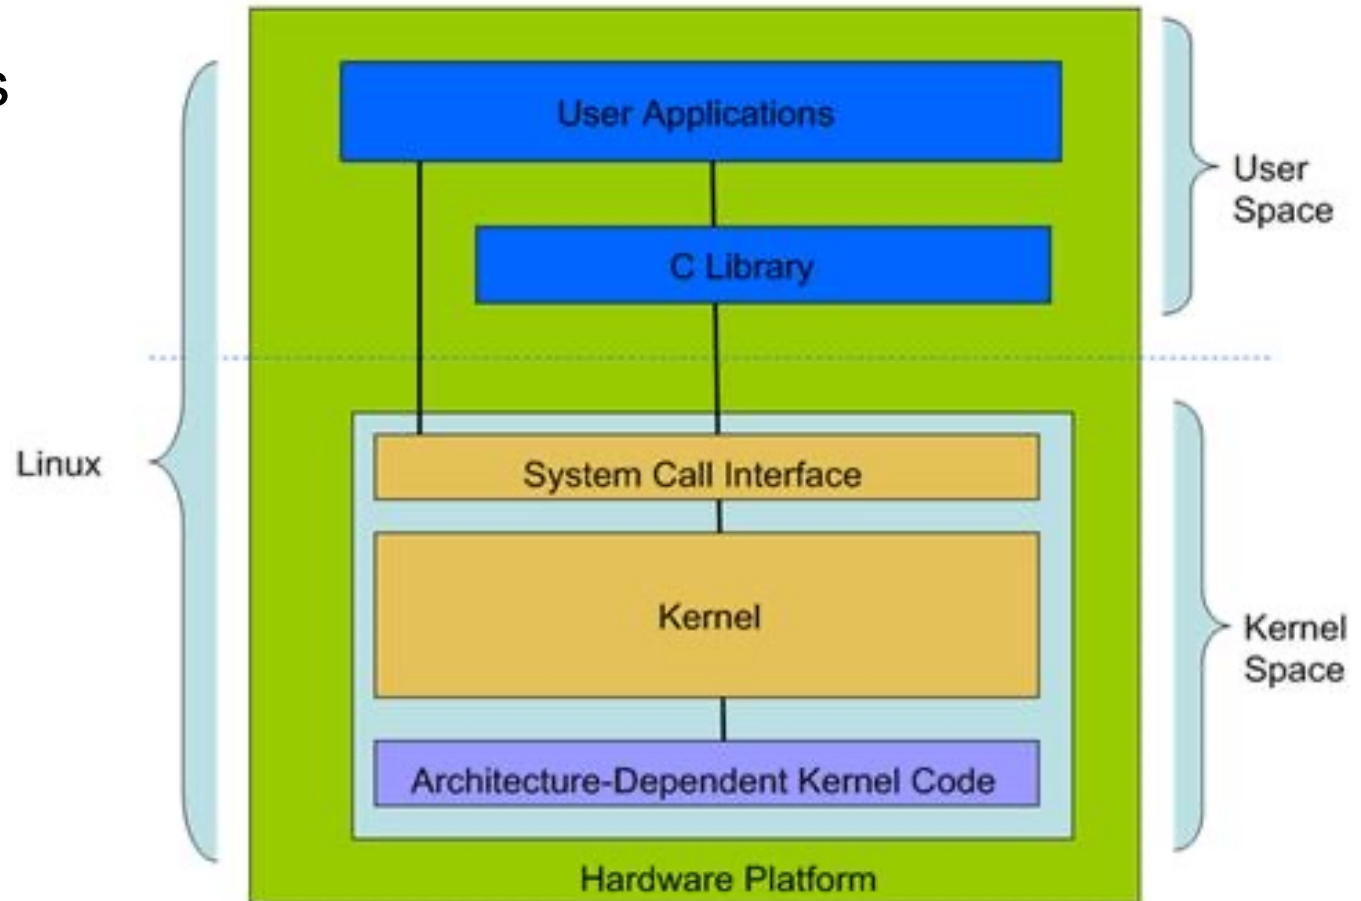 s
User Applications
User
Space
C Library
Linux
System Call Interface
Kernel
Kernel
Space
Architecture-Dependent Kernel Code
Hardware Platform